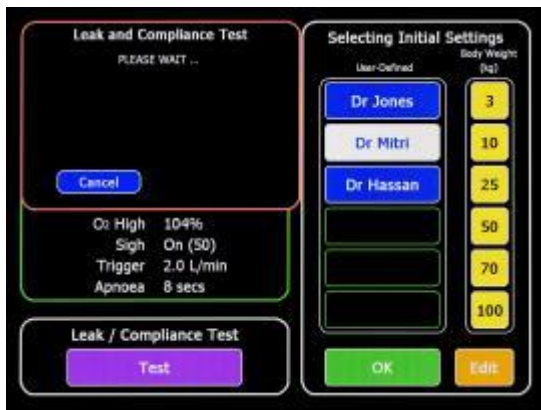 Leak and Compliance Test
PLEASE WAIT ...
Cancel
O2 High 104%
Sigh On (50)
Trigger 2.0 L/min
Apnoea 8 secs
Leak / Compliance Test
Test
Selecting Initial Settings
User-Defined
Body Weight
(kg)
Dr Jones 3
Dr Mitri 10
Dr Hassan 25
50
70
100
OK Edit